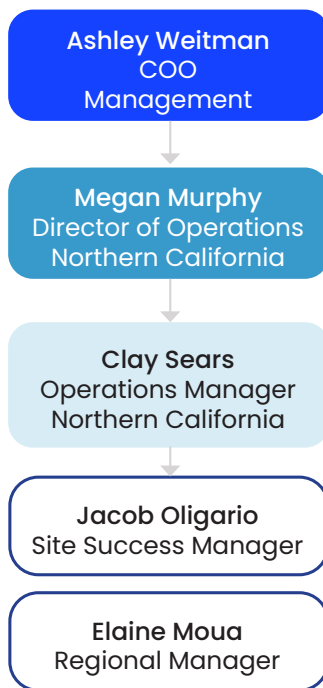 Ashley Weitman
COO
Management
Megan Murphy
Director of Operations
Northern California
Clay Sears
Operations Manager
Northern California
Jacob Oligario
Site Success Manager
Elaine Moua
Regional Manager